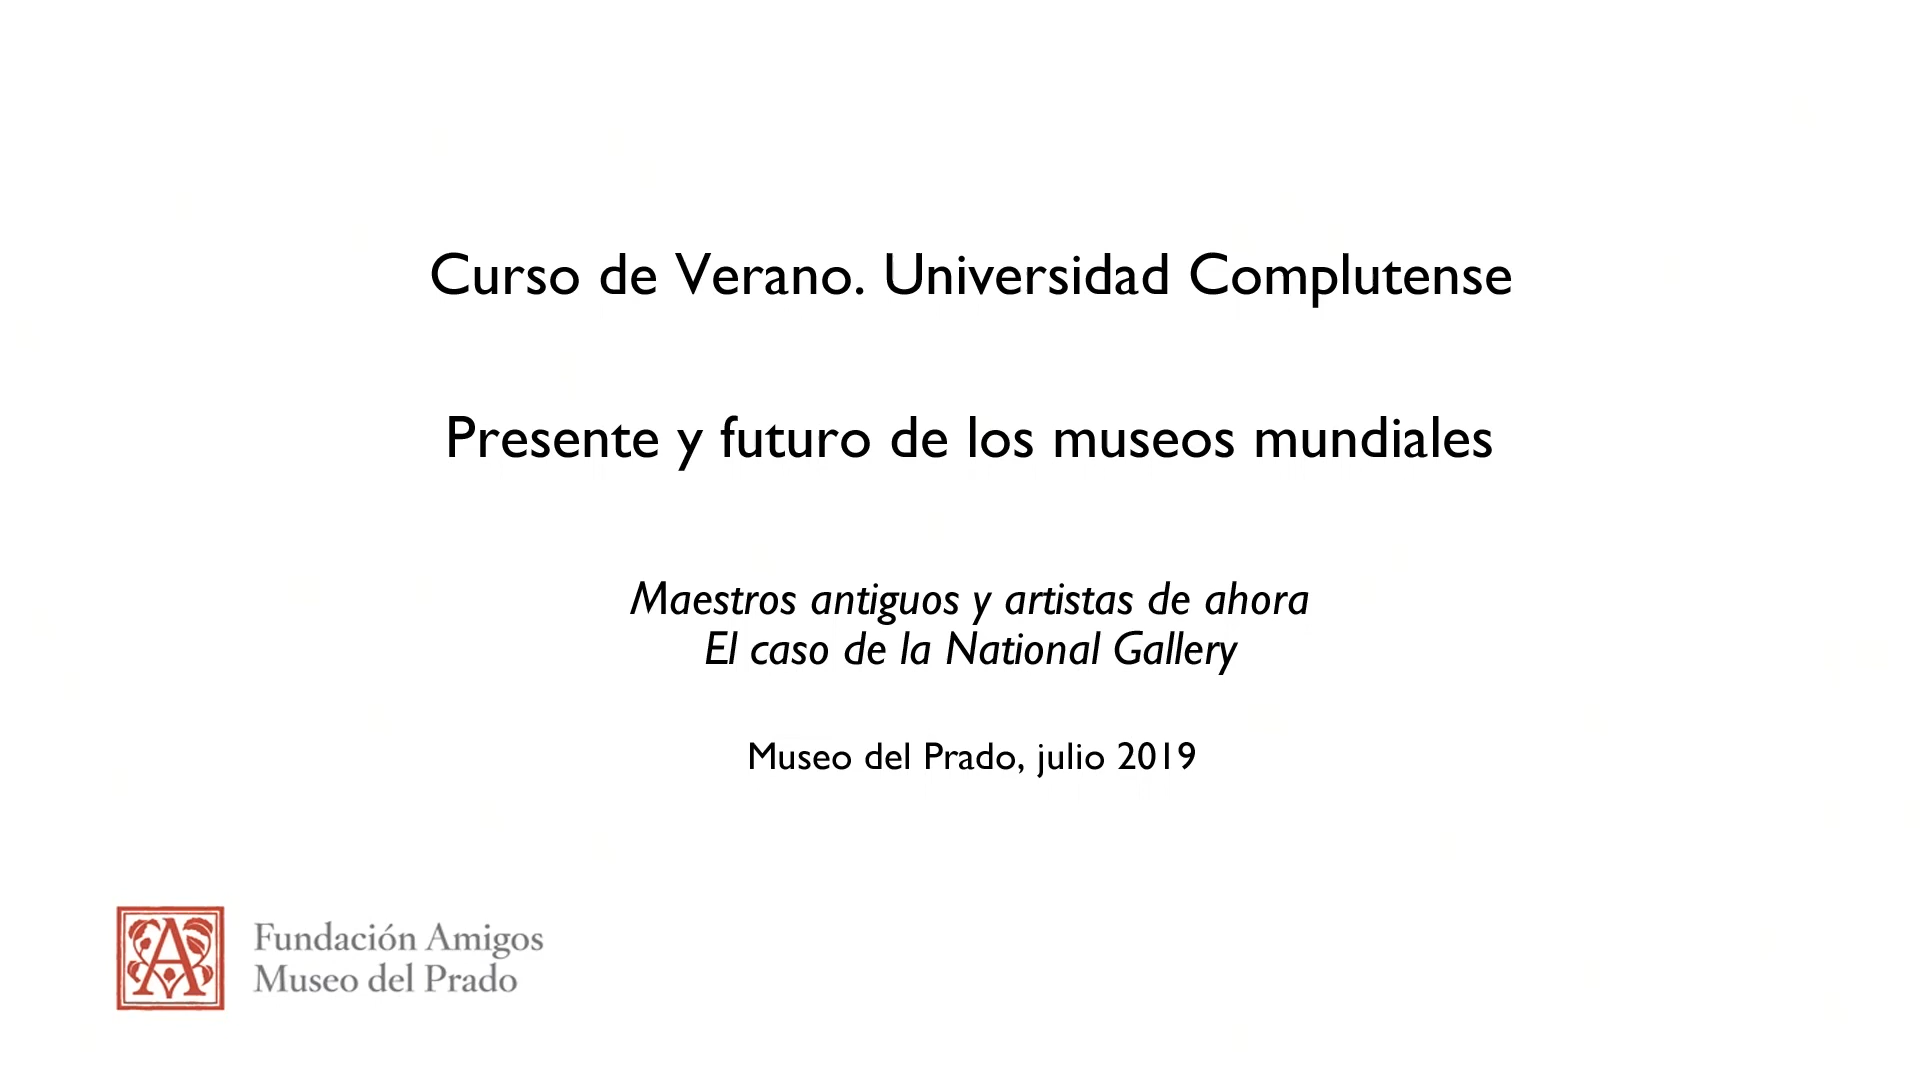 Curso de Verano. Universidad Complutense
Presente y futuro de los museos mundiales
Maestros antiguos y artistas de ahora
El caso de la National Gallery
Museo del Prado, julio 2019
A
Fundación Amigos
Museo del Prado